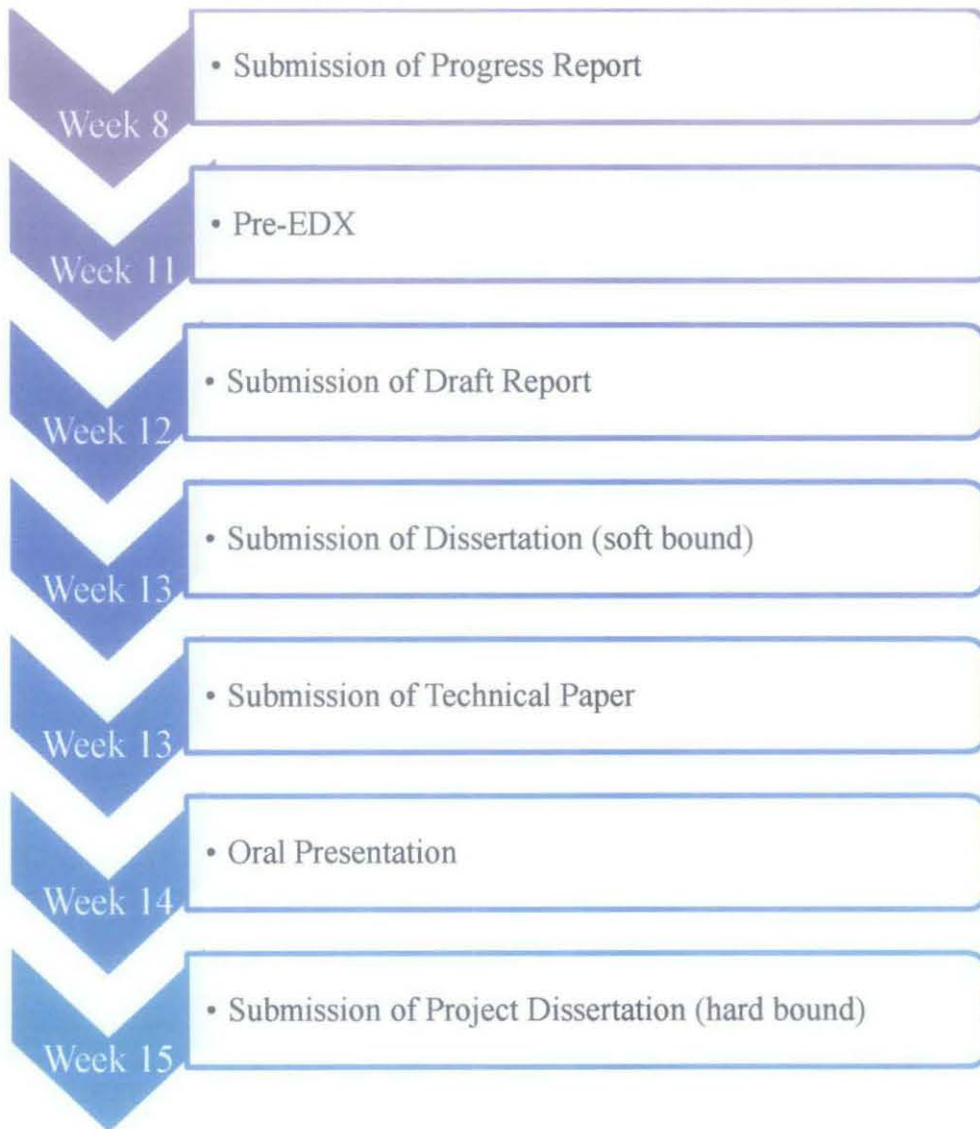 Week 8
• Submission of Progress Report
Week 11
• Pre-EDX
Week 12
• Submission of Draft Report
Week 13
• Submission of Dissertation (soft bound)
Week 13
• Submission of Technical Paper
Week 14
• Oral Presentation
Week 15
• Submission of Project Dissertation (hard bound)